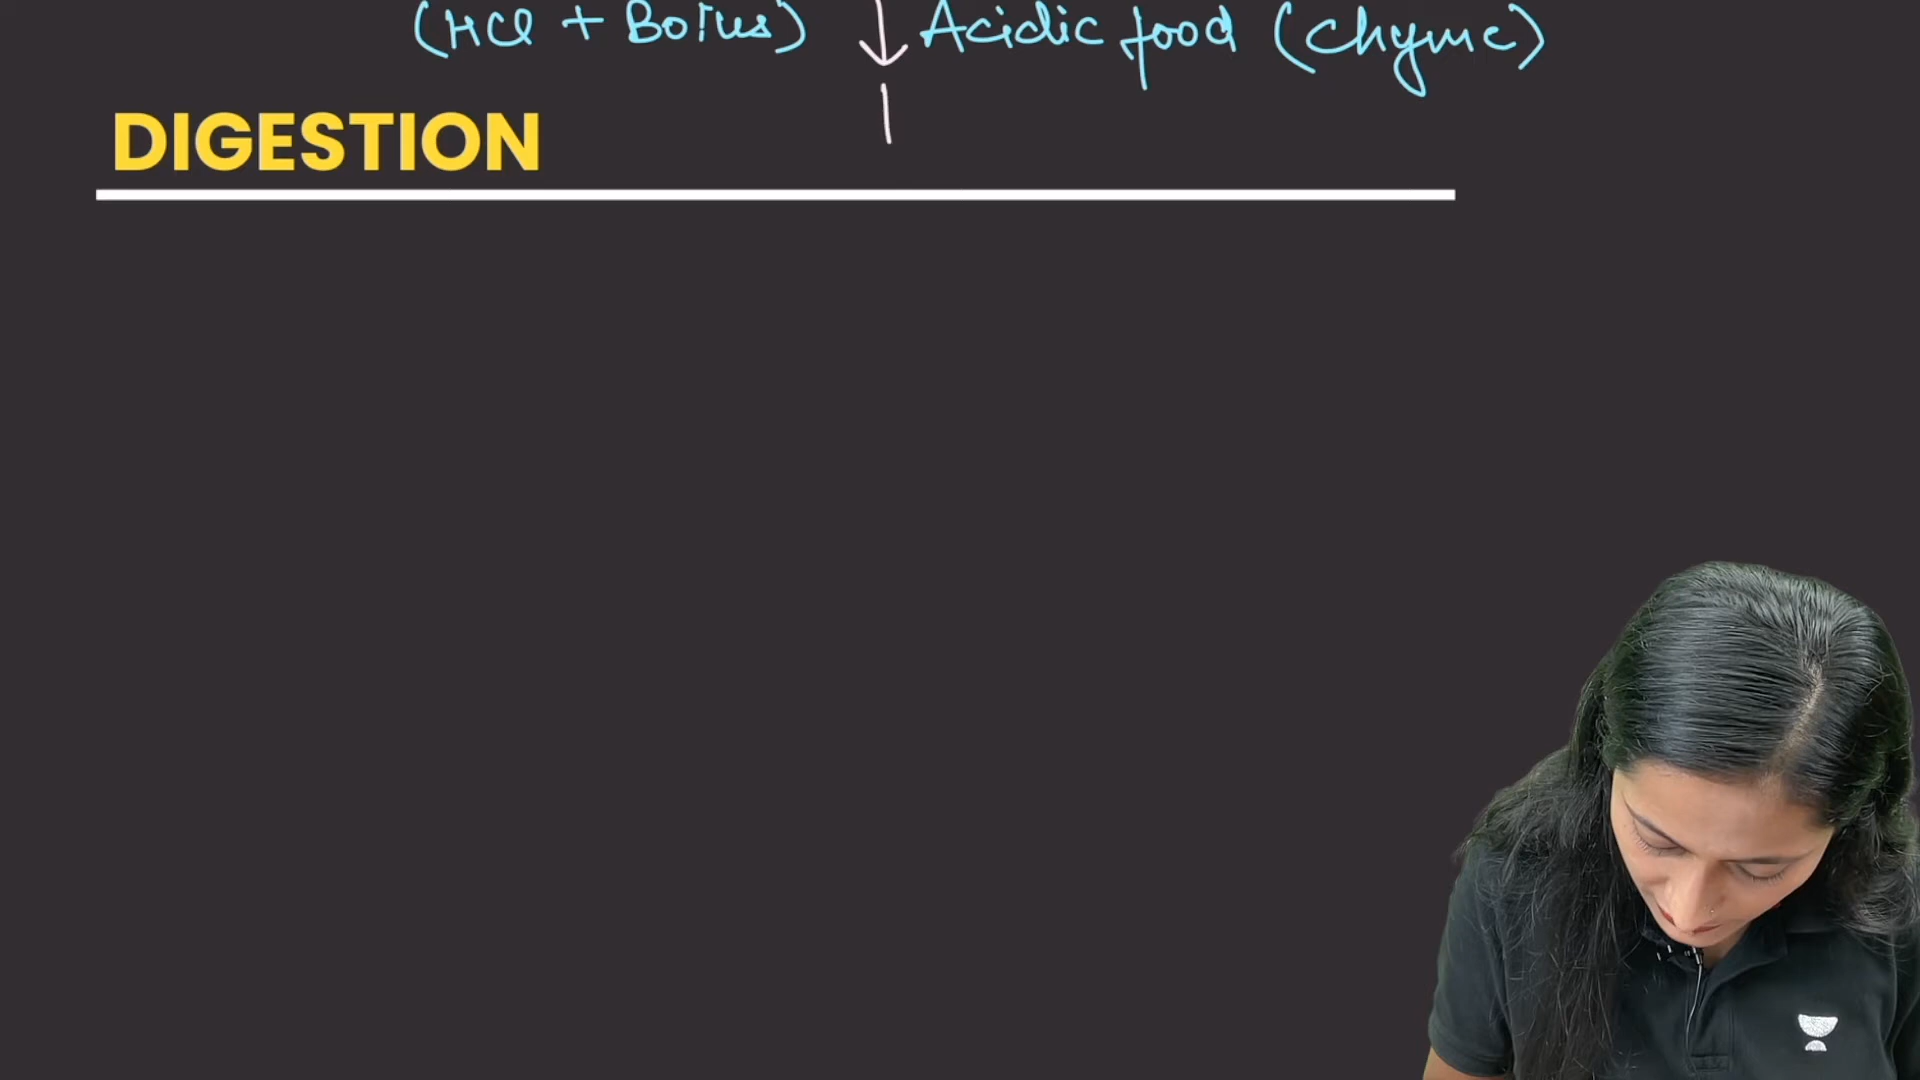 (HCl + Bolus) Acidic food (chyme)
DIGESTION